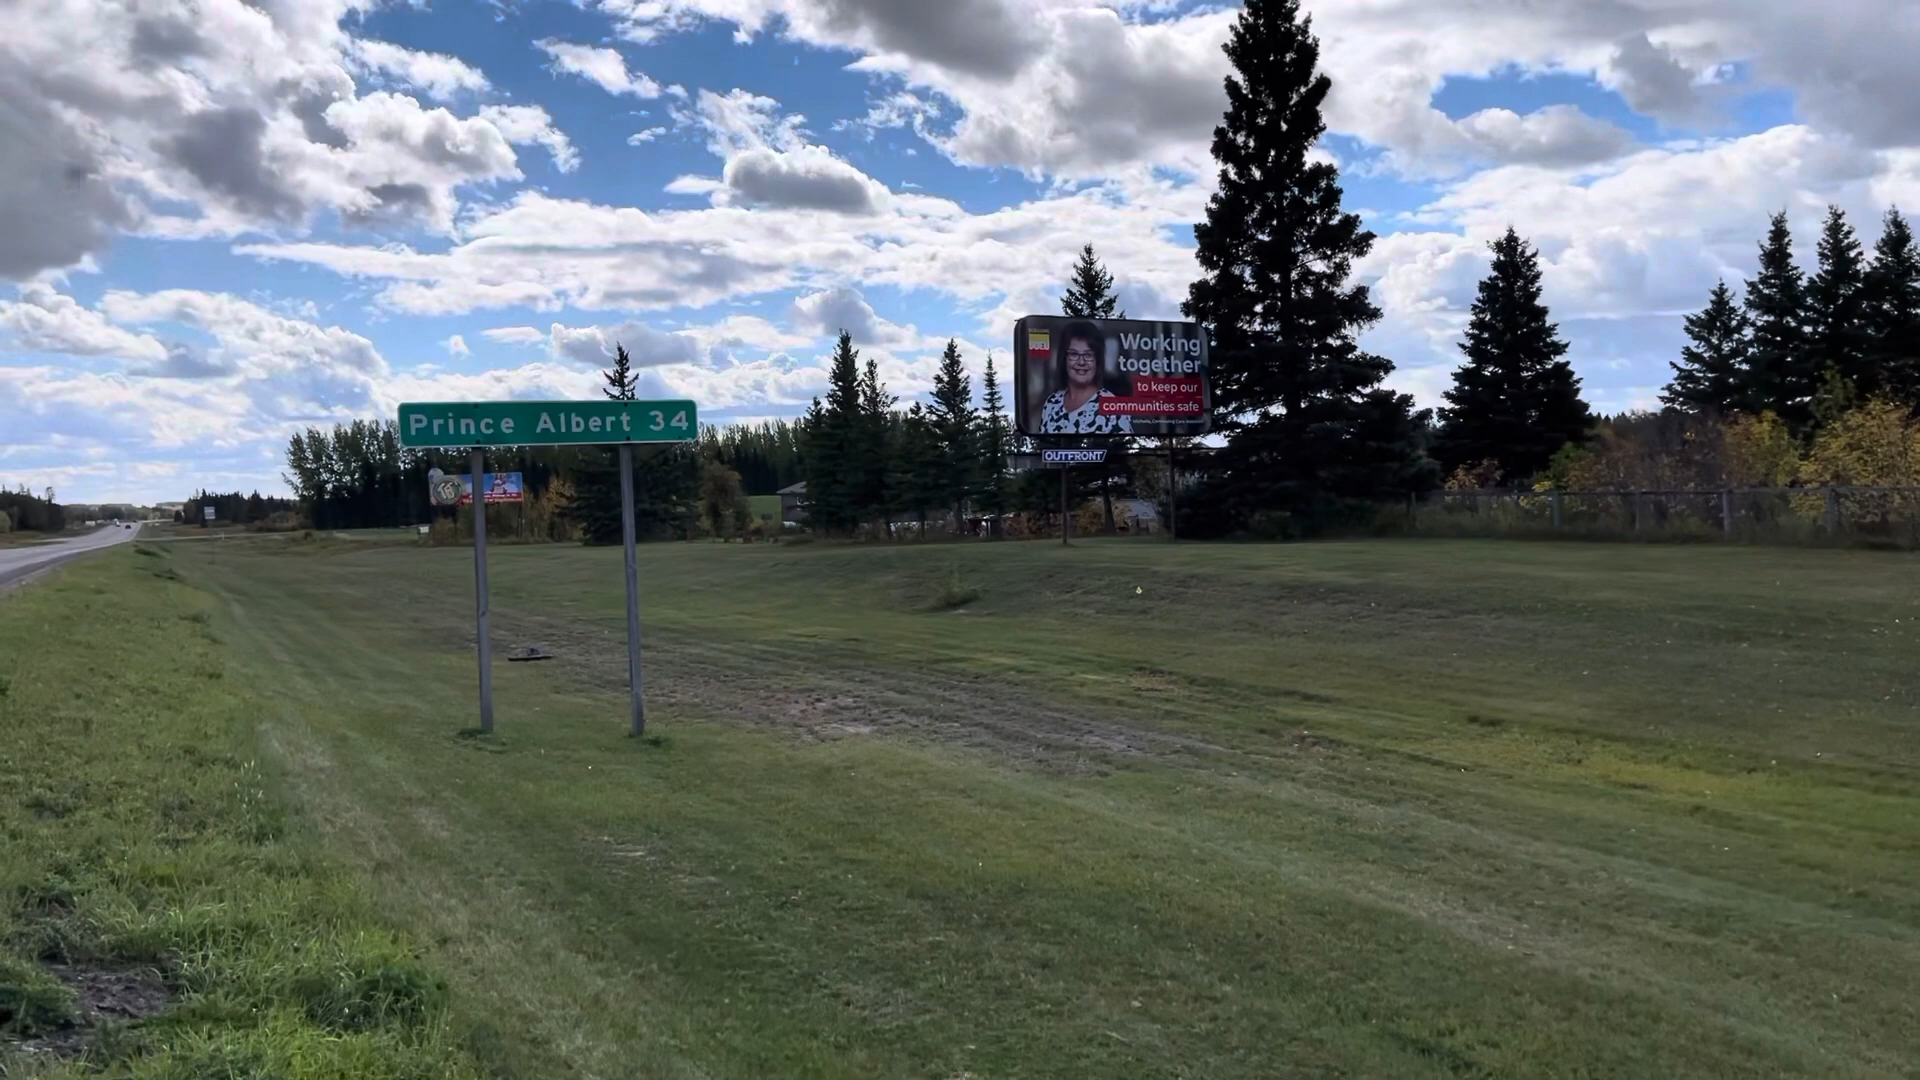 Prince Albert 34
Working
together
to keep our
communities safe
OUTFRONT/